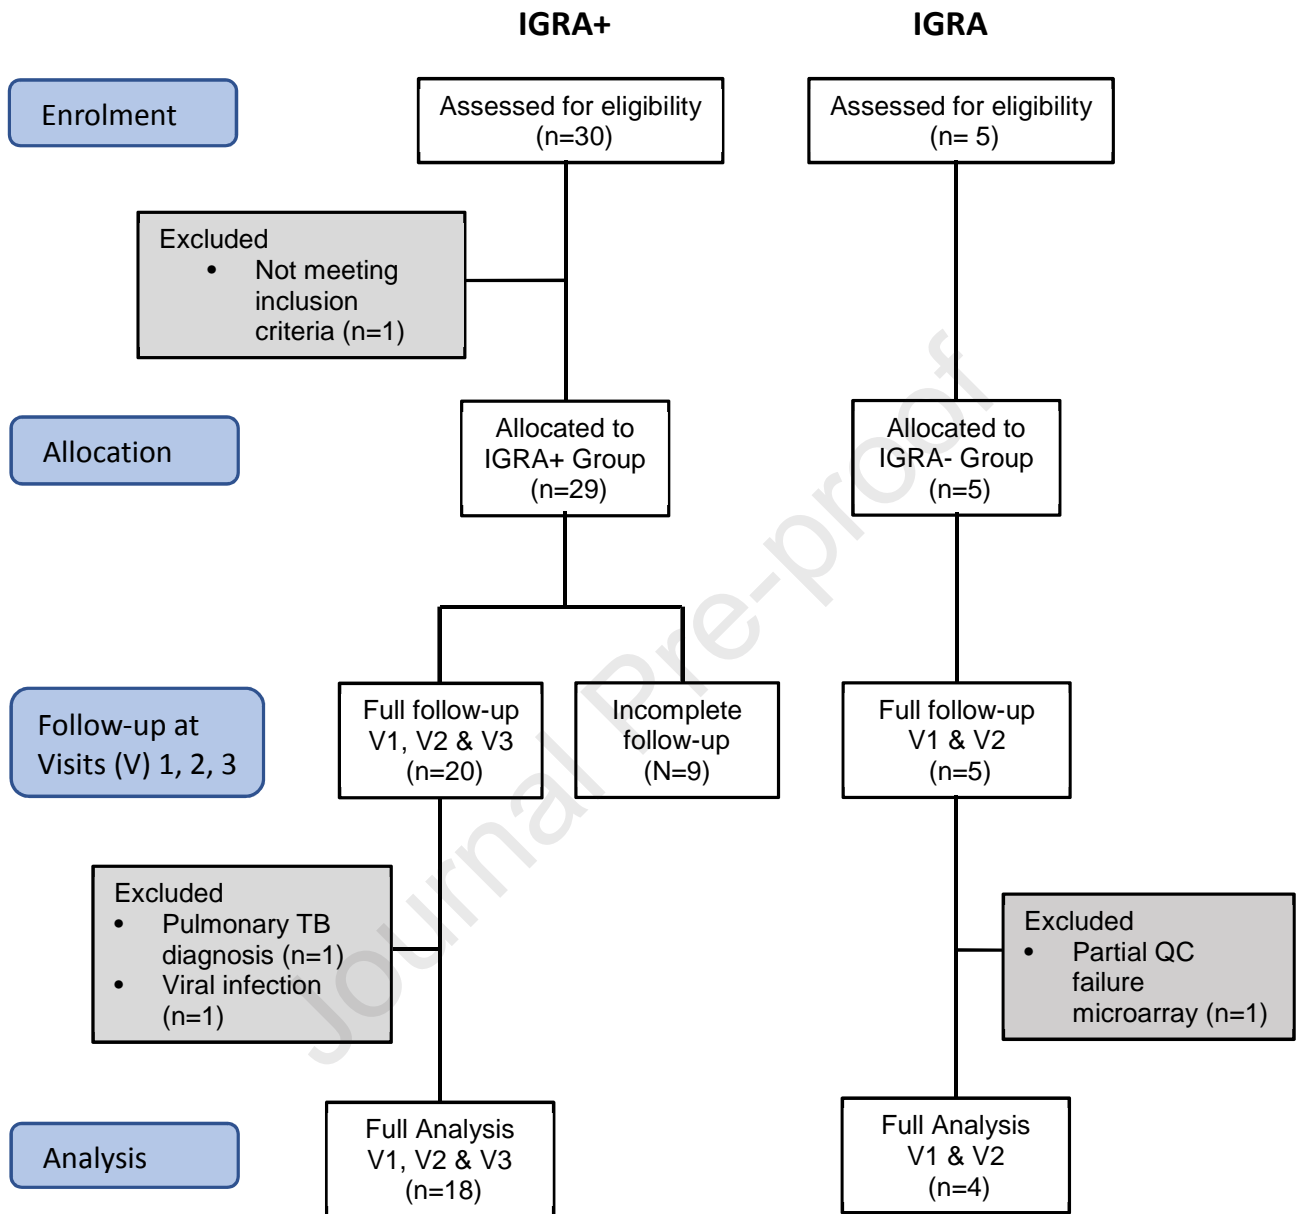 IGRA+
IGRA
Enrolment
Assessed for eligibility
(n=30)
Assessed for eligibility
(n= 5)
Excluded
• Not meeting
inclusion
criteria (n=1)
Allocation
Allocated to
IGRA+ Group
(n=29)
Allocated to
IGRA- Group
(n=5)
Follow-up at
Visits (V) 1, 2, 3
Full follow-up
V1, V2 & V3
(n=20)
Incomplete
follow-up
(N=9)
Full follow-up
V1 & V2
(n=5)
Excluded
• Pulmonary TB
diagnosis (n=1)
• Viral infection
(n=1)
Excluded
• Partial QC
failure
microarray (n=1)
Analysis
Full Analysis
V1, V2 & V3
(n=18)
Full Analysis
V1 & V2
(n=4)
Journal Pre-proof